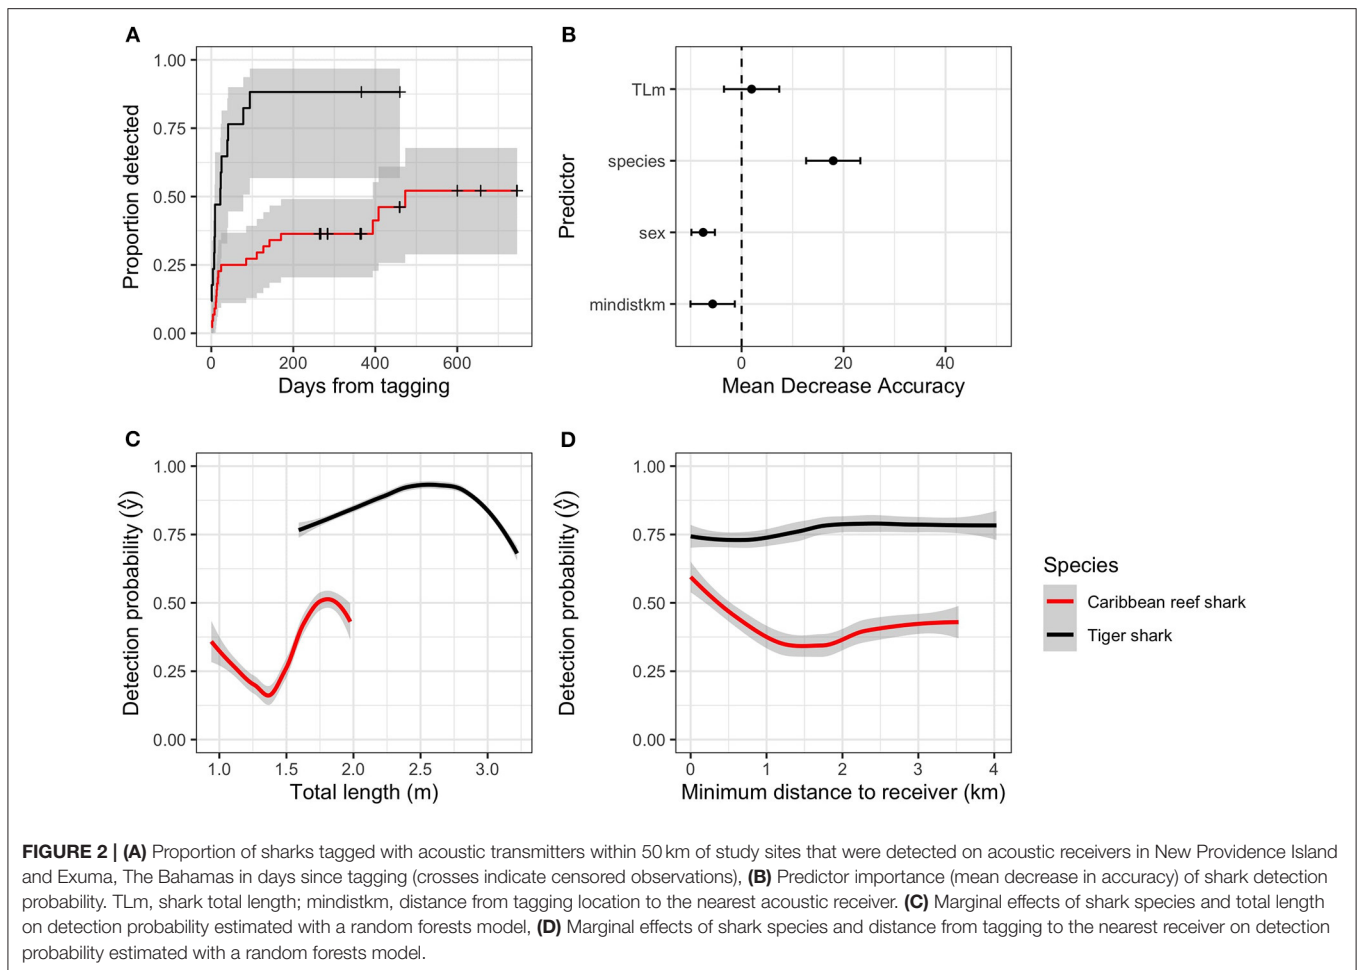 A
1.00
0.75
0.50
0.25
0.00
Proportion detected
0 200 400 600
Days from tagging
B
TLm
species
sex
mindistkm
Predictor
0 20 40
Mean Decrease Accuracy
C
1.00
0.75
0.50
0.25
0.00
Detection probability (ŷ)
1.0 1.5 2.0 2.5 3.0
Total length (m)
D
1.00
0.75
0.50
0.25
0.00
Detection probability (ŷ)
0 1 2 3 4
Minimum distance to receiver (km)
Species
Caribbean reef shark
Tiger shark
FIGURE 2 | (A) Proportion of sharks tagged with acoustic transmitters within 50 km of study sites that were detected on acoustic receivers in New Providence Island
and Exuma, The Bahamas in days since tagging (crosses indicate censored observations), (B) Predictor importance (mean decrease in accuracy) of shark detection
probability. TLm, shark total length; mindistkm, distance from tagging location to the nearest acoustic receiver. (C) Marginal effects of shark species and total length
on detection probability estimated with a random forests model, (D) Marginal effects of shark species and distance from tagging to the nearest receiver on detection
probability estimated with a random forests model.